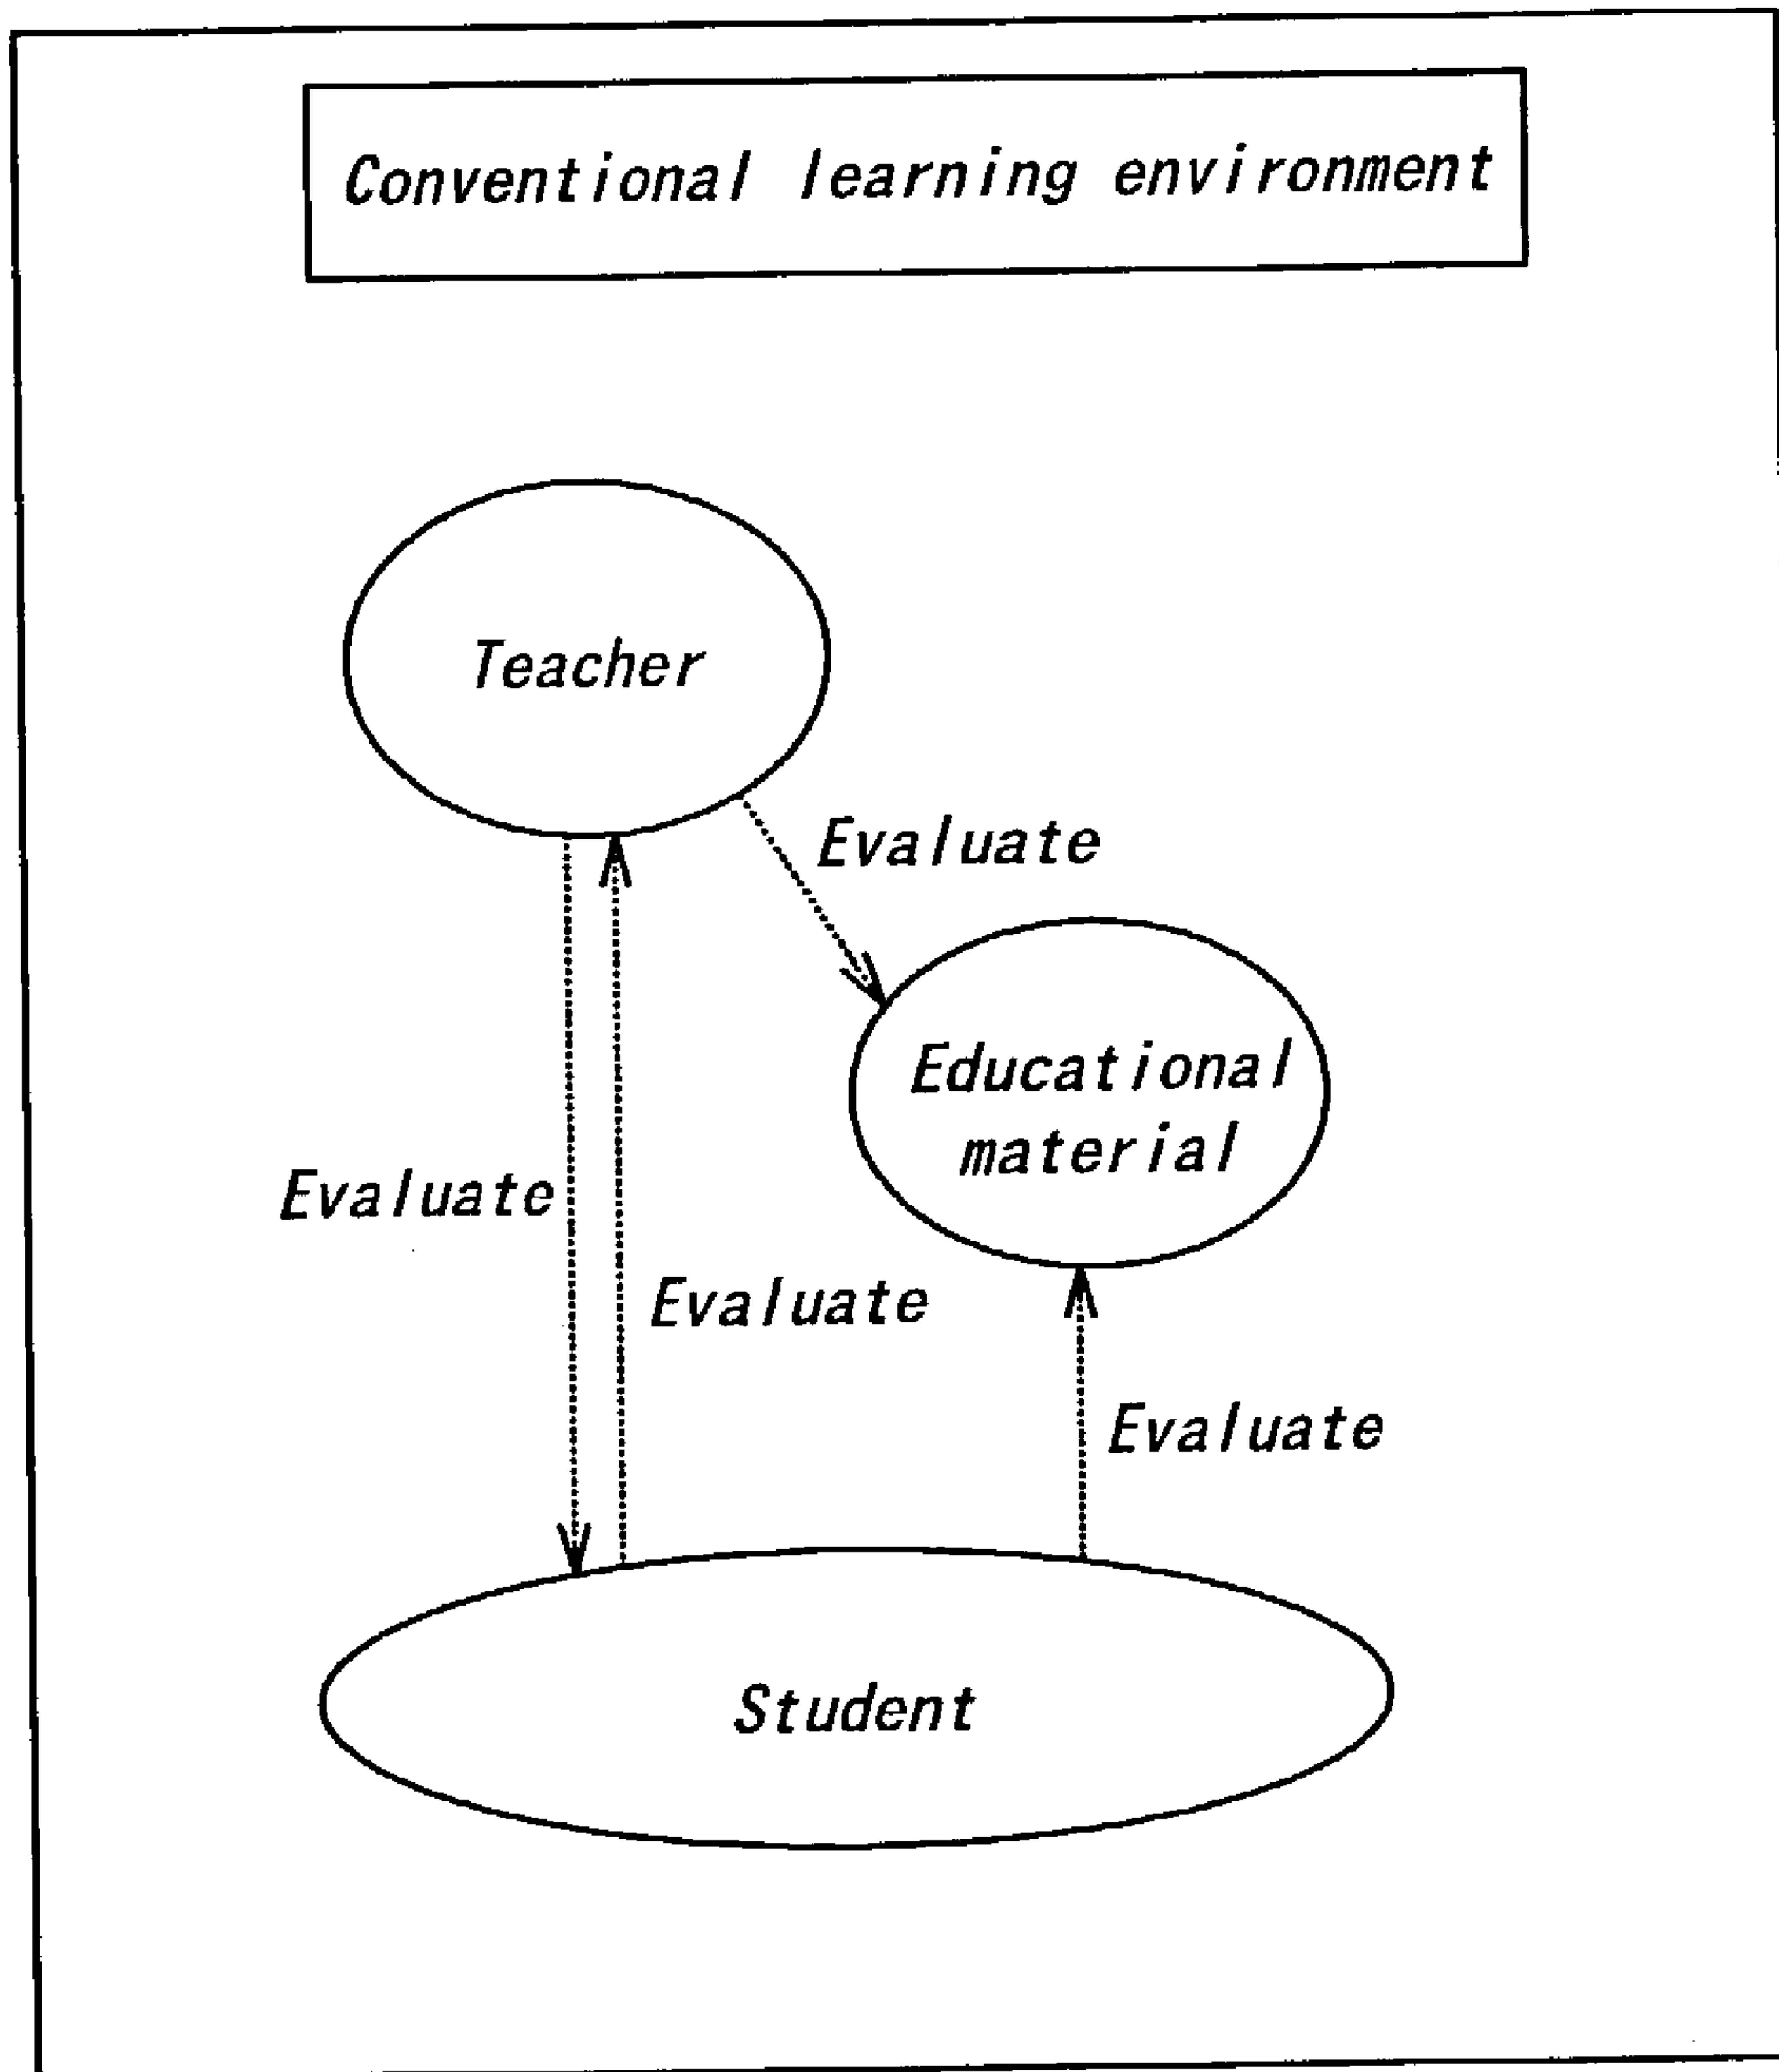 Conventional learning environment
Teacher
Evaluate
Educational
material
Evaluate
Evaluate
Evaluate
Student